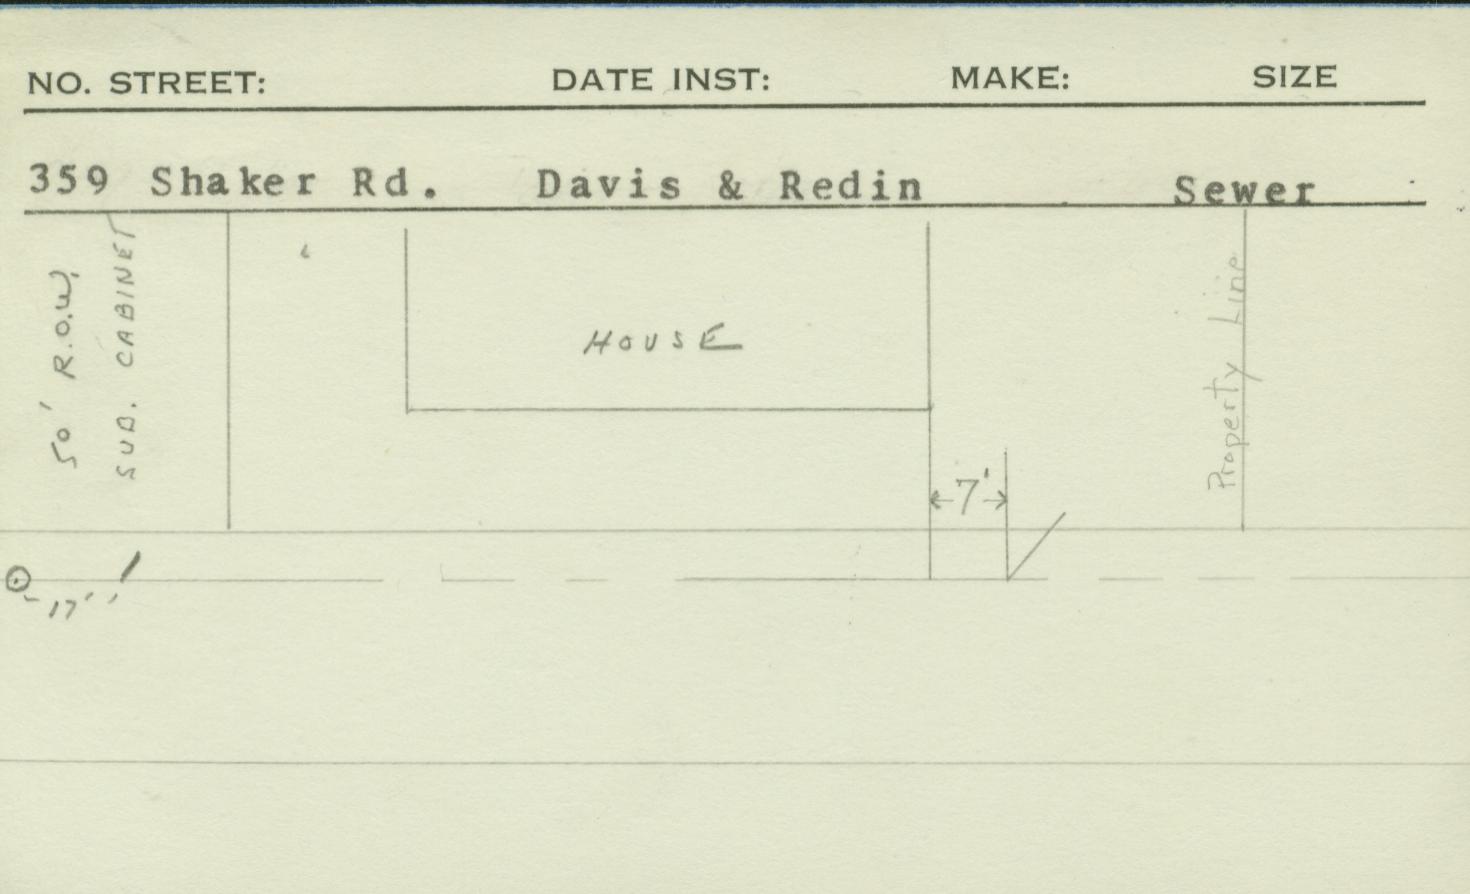 NO. STREET: DATE INST: MAKE: SIZE
359 Shaker Rd. Davis & Redin Sewer
50' R.O.W.
SUB. CABINET
HOUSE
Property Line
7'
17'